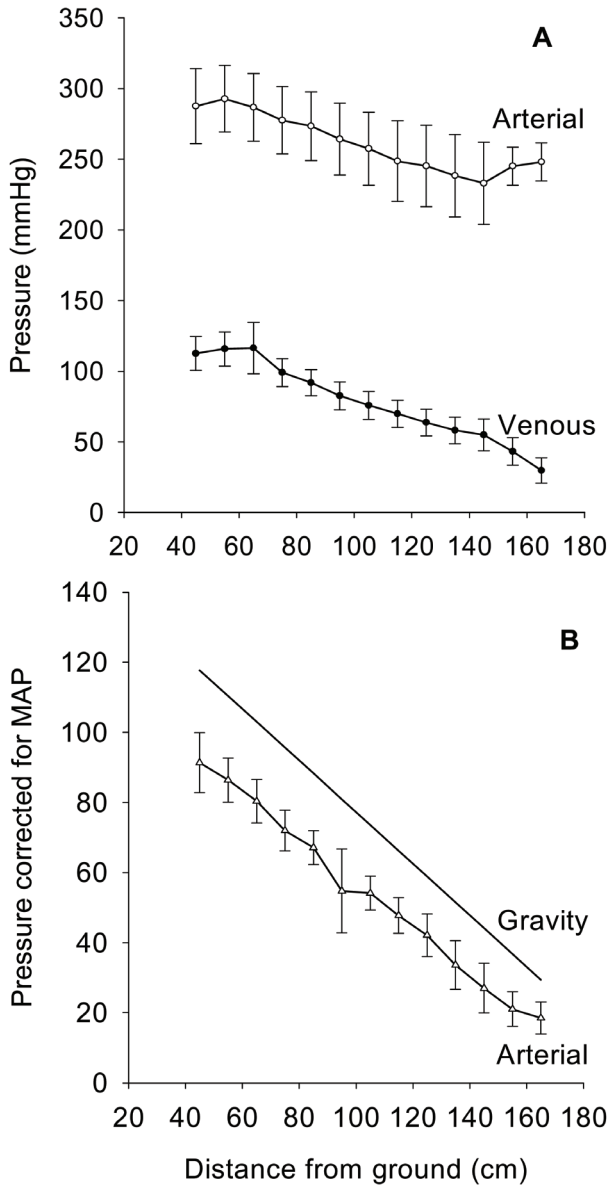 350
A
300
Arterial
250
200
150
100
Venous
50
0
20 40 60 80 100 120 140 160 180
Pressure (mmHg)
140
B
120
100
80
60
Gravity
40
20
Arterial
0
20 40 60 80 100 120 140 160 180
Pressure corrected for MAP
Distance from ground (cm)